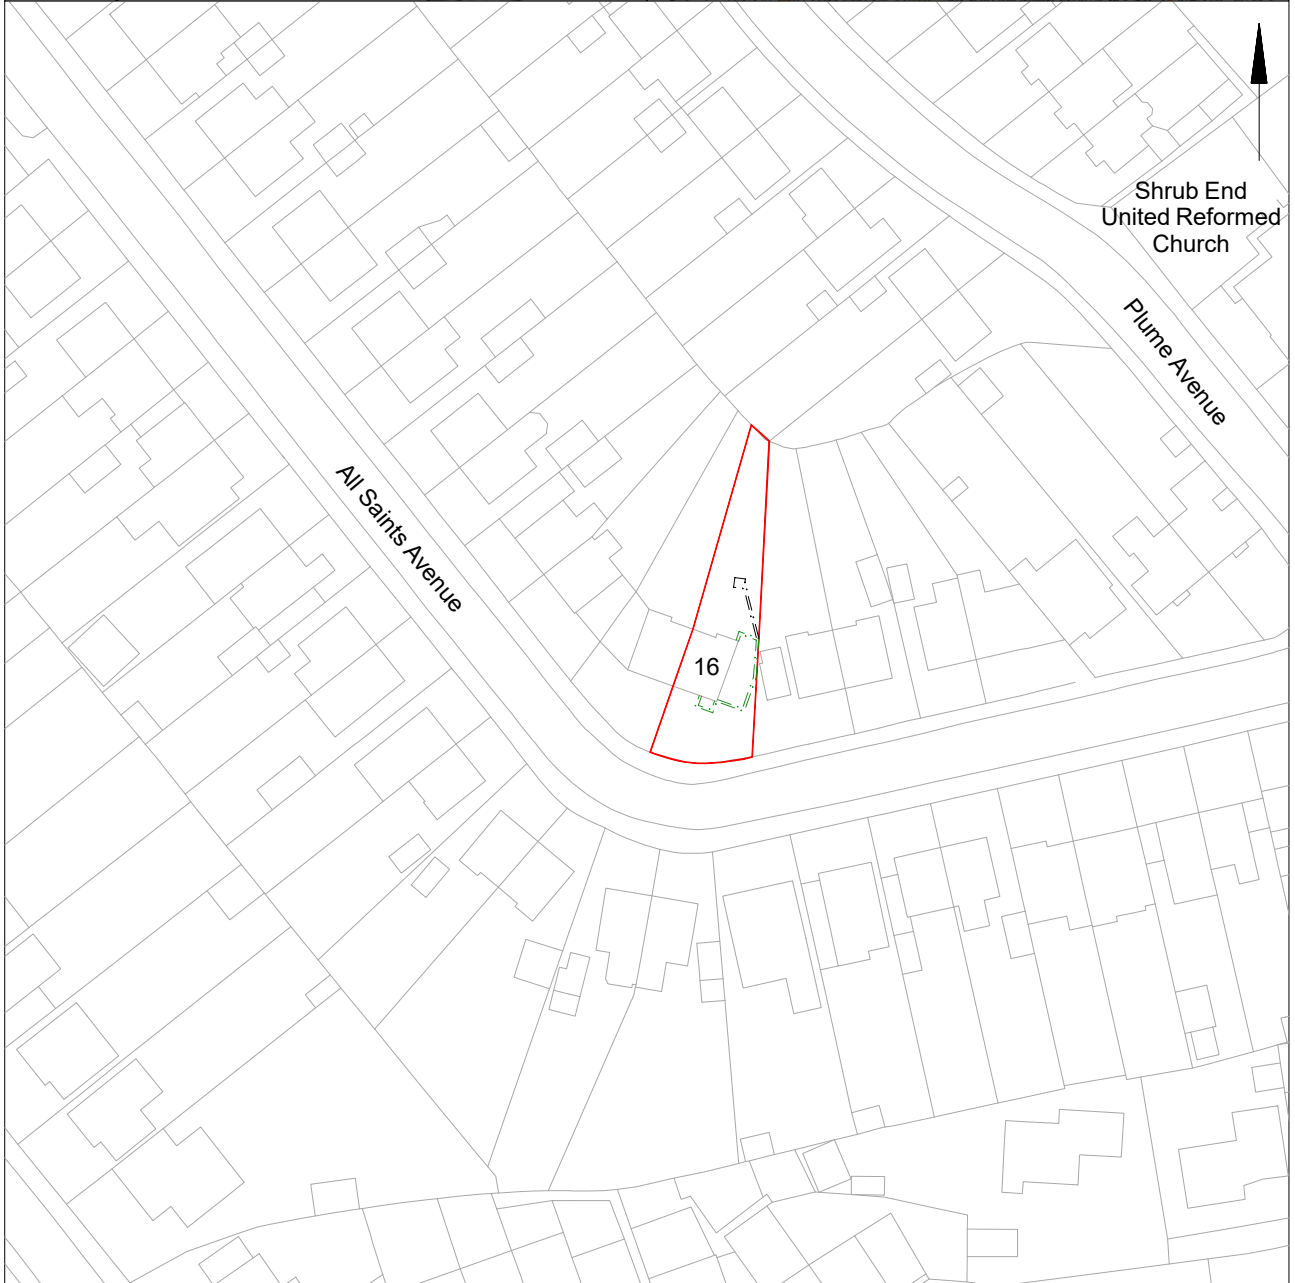 Shrub End
United Reformed
Church
Plume Avenue
All Saints Avenue
16